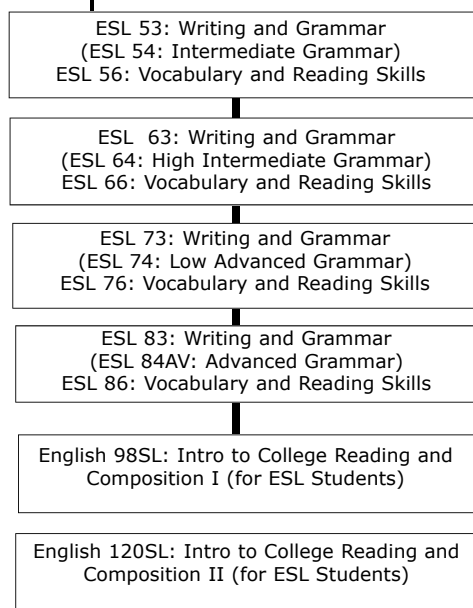 ESL 53: Writing and Grammar
(ESL 54: Intermediate Grammar)
ESL 56: Vocabulary and Reading Skills
ESL 63: Writing and Grammar
(ESL 64: High Intermediate Grammar)
ESL 66: Vocabulary and Reading Skills
ESL 73: Writing and Grammar
(ESL 74: Low Advanced Grammar)
ESL 76: Vocabulary and Reading Skills
ESL 83: Writing and Grammar
(ESL 84AV: Advanced Grammar)
ESL 86: Vocabulary and Reading Skills
English 98SL: Intro to College Reading and
Composition I (for ESL Students)
English 120SL: Intro to College Reading and
Composition II (for ESL Students)